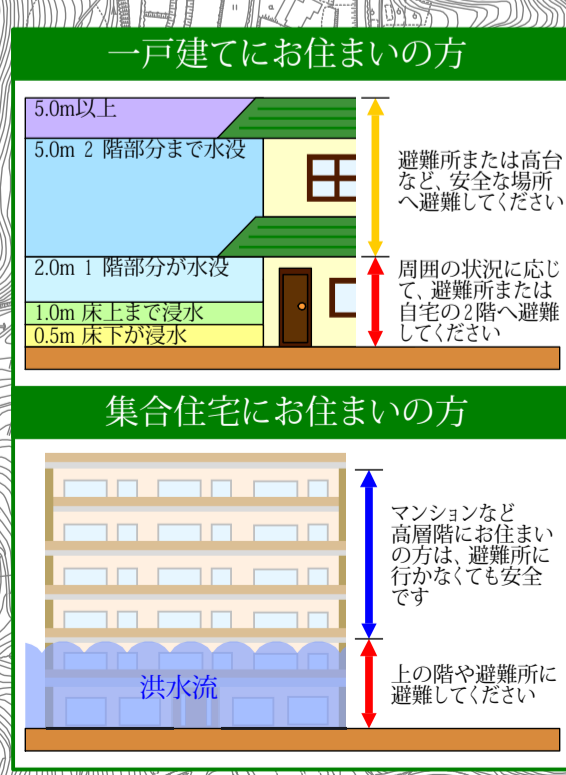 一戸建てにお住まいの方
5.0m以上
5.0m 2 階部分まで水没
避難所または高台
など、安全な場所
へ避難してください
2.0m 1 階部分が水没
1.0m 床上まで浸水
0.5m 床下が浸水
周囲の状況に応じ
て、避難所または
自宅の2階へ避難
してください
集合住宅にお住まいの方
マンションなど
高層階にお住まい
の方は、避難所に
行かなくても安全
です
洪水流
上の階や避難所に
避難してください